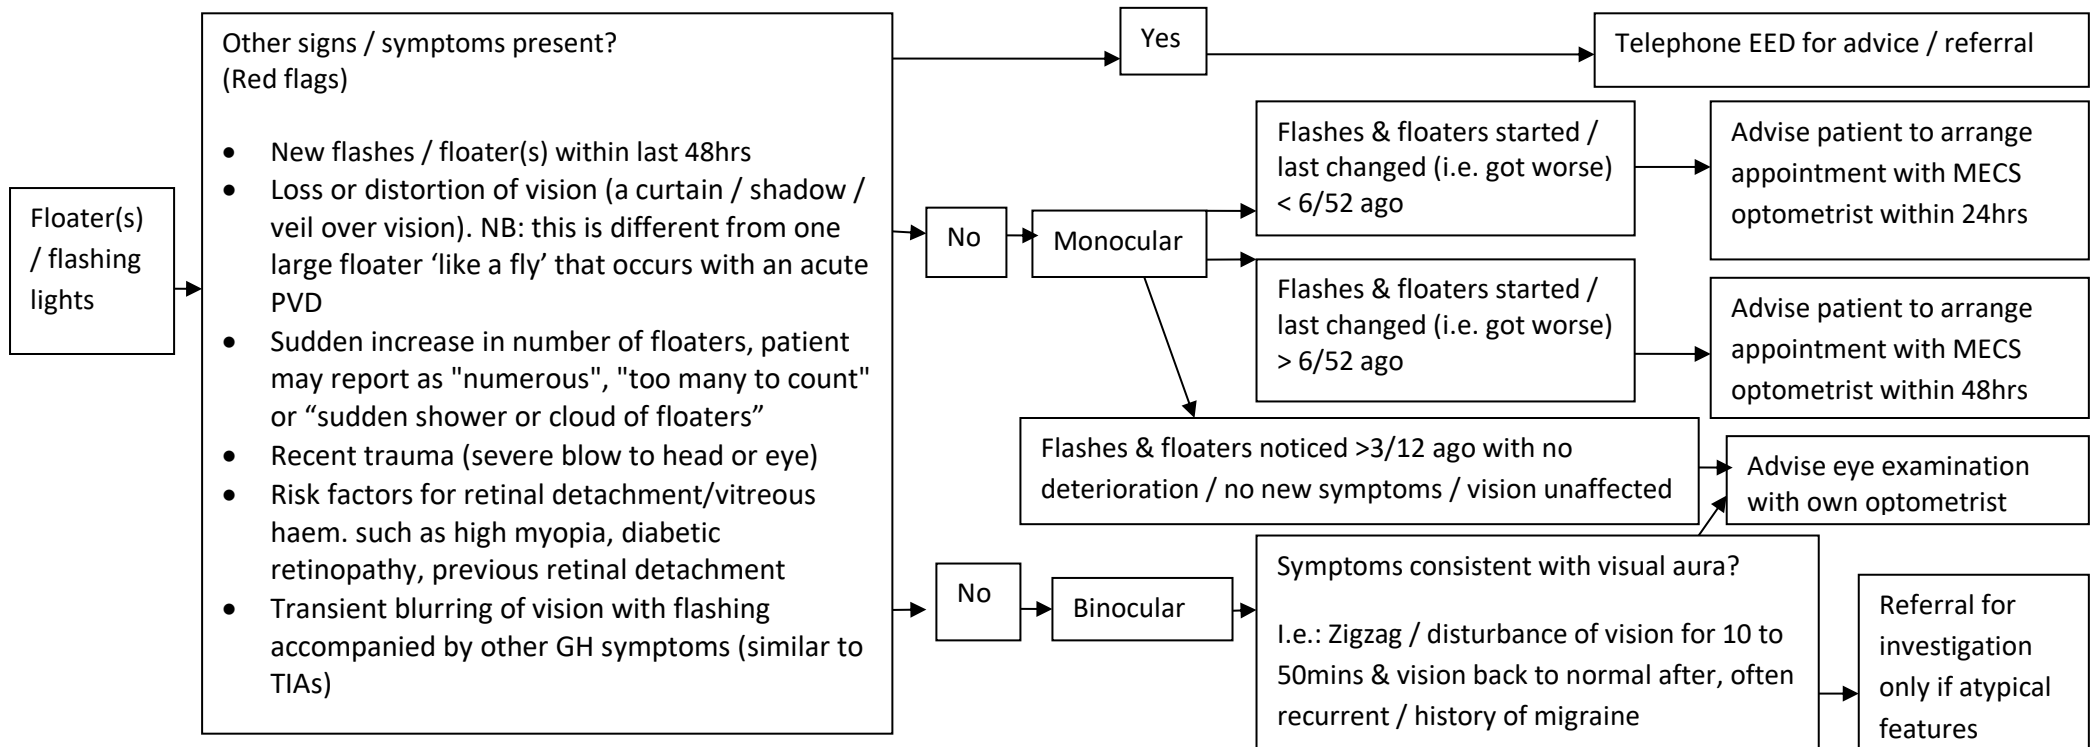 Floater(s)
/ flashing
lights
Other signs / symptoms present?
(Red flags)
• New flashes / floater(s) within last 48hrs
• Loss or distortion of vision (a curtain / shadow /
veil over vision). NB: this is different from one
large floater ‘like a fly’ that occurs with an acute
PVD
• Sudden increase in number of floaters, patient
may report as "numerous", "too many to count"
or “sudden shower or cloud of floaters”
• Recent trauma (severe blow to head or eye)
• Risk factors for retinal detachment/vitreous
haem. such as high myopia, diabetic
retinopathy, previous retinal detachment
• Transient blurring of vision with flashing
accompanied by other GH symptoms (similar to
TIAs)
Yes
Telephone EED for advice / referral
No
Monocular
Flashes & floaters started /
last changed (i.e. got worse)
< 6/52 ago
Advise patient to arrange
appointment with MECS
optometrist within 24hrs
Flashes & floaters started /
last changed (i.e. got worse)
> 6/52 ago
Advise patient to arrange
appointment with MECS
optometrist within 48hrs
Flashes & floaters noticed >3/12 ago with no
deterioration / no new symptoms / vision unaffected
Advise eye examination
with own optometrist
No
Binocular
Symptoms consistent with visual aura?
I.e.: Zigzag / disturbance of vision for 10 to
50mins & vision back to normal after, often
recurrent / history of migraine
Referral for
investigation
only if atypical
features